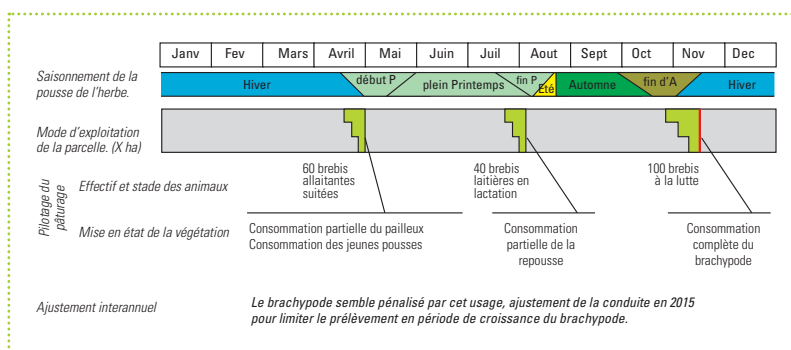 Janv Fev Mars Avril Mai Juin Juil Aout Sept Oct Nov Dec
Saisonnement de la
pousse de l'herbe.
Hiver début P plein Printemps fin P Eté Automne fin d'A Hiver
Mode d'exploitation
de la parcelle. (X ha)
Pilotage du
pâturage
Effectif et stade des animaux
60 brebis
allaitantes
suitées
40 brebis
laitières en
lactation
100 brebis
à la lutte
Mise en état de la végétation
Consommation partielle du pailleux
Consommation des jeunes pousses
Consommation
partielle de la
repousse
Consommation
complète du
brachypode
Ajustement interannuel
Le brachypode semble pénalisé par cet usage, ajustement de la conduite en 2015
pour limiter le prélèvement en période de croissance du brachypode.